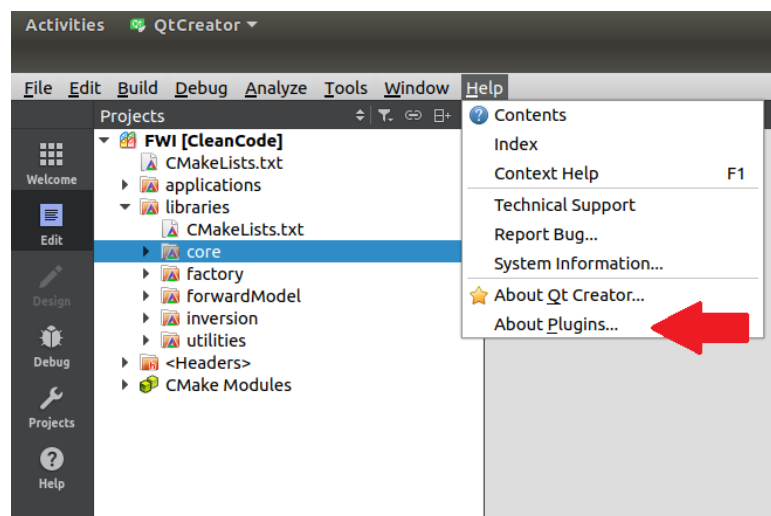 Activities QtCreator
File Edit Build Debug Analyze Tools Window Help
Projects
FWI [CleanCode]
CMakeLists.txt
applications
libraries
CMakeLists.txt
core
factory
forwardModel
inversion
utilities
<Headers>
CMake Modules
Welcome
Edit
Design
Debug
Projects
Help
Contents
Index
Context Help F1
Technical Support
Report Bug...
System Information...
About Qt Creator...
About Plugins...